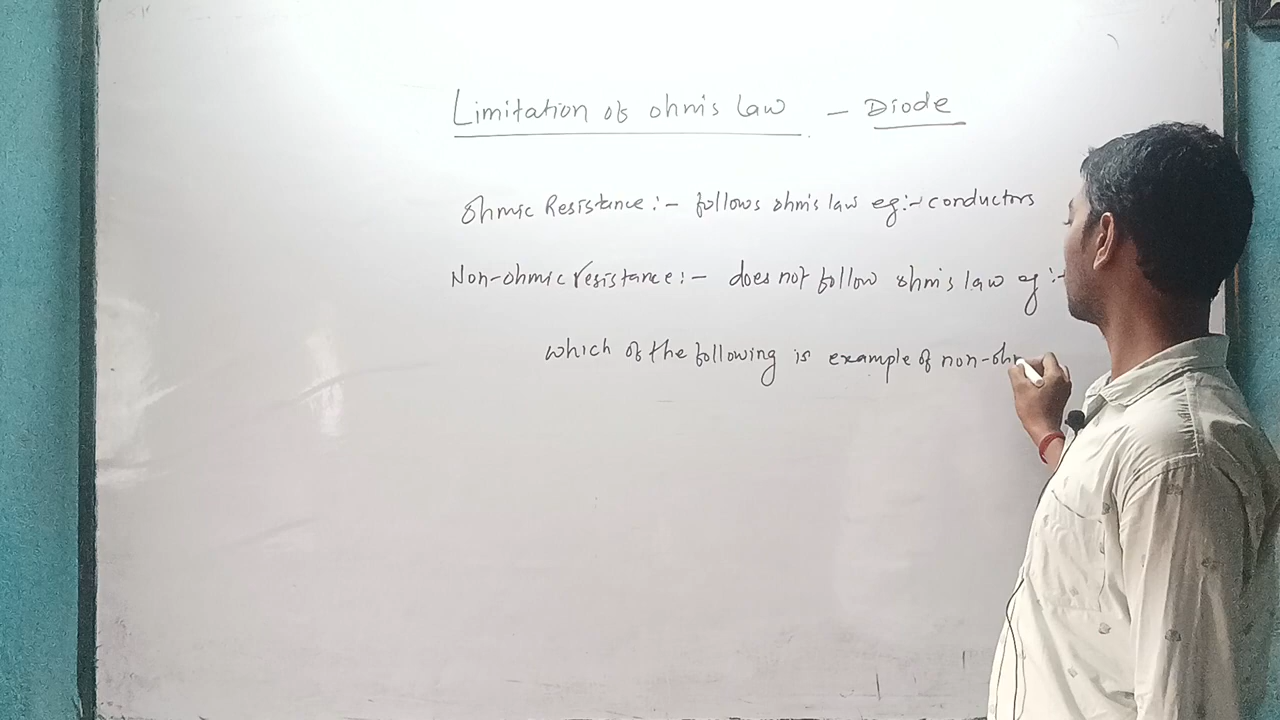 Limitation of ohm's law - Diode
Ohmic Resistance :- follows ohm's law eg:- conductors
Non-ohmic resistance :- does not follow ohm's law eg :-
which of the following is example of non-ohm